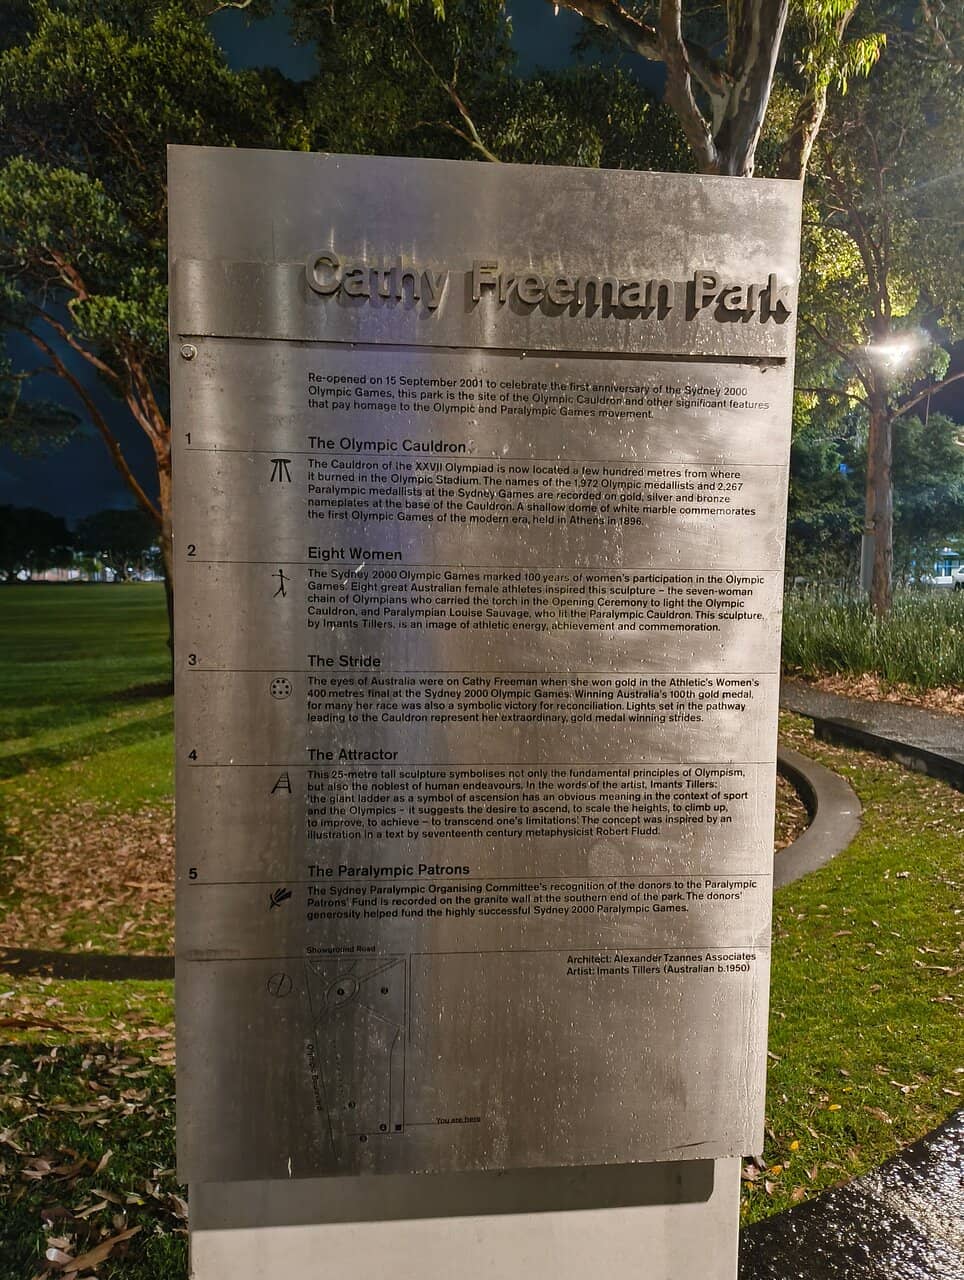 Cathy Freeman Park
Re-opened on 15 September 2001 to celebrate the first anniversary of the Sydney 2000
Olympic Games, this park is the site of the Olympic Cauldron and other significant features
that pay homage to the Olympic and Paralympic Games movement.
1 The Olympic Cauldron
The Cauldron of the XXVII Olympiad is now located a few hundred metres from where
it burned in the Olympic Stadium. The names of the 1,972 Olympic medallists and 2,267
Paralympic medallists at the Sydney Games are recorded on gold, silver and bronze
nameplates at the base of the Cauldron. A shallow dome of white marble commemorates
the first Olympic Games of the modern era, held in Athens in 1896.
2 Eight Women
The Sydney 2000 Olympic Games marked 100 years of women's participation in the Olympic
Games. Eight great Australian female athletes inspired this sculpture – the seven-woman
chain of Olympians who carried the torch in the Opening Ceremony to light the Olympic
Cauldron, and Paralympian Louise Sauvage, who lit the Paralympic Cauldron. This sculpture,
by Imants Tillers, is an image of athletic energy, achievement and commemoration.
3 The Stride
The eyes of Australia were on Cathy Freeman when she won gold in the Athletic's Women's
400 metres final at the Sydney 2000 Olympic Games. Winning Australia's 100th gold medal,
for many her race was also a symbolic victory for reconciliation. Lights set in the pathway
leading to the Cauldron represent her extraordinary, gold medal winning strides.
4 The Attractor
This 25-metre tall sculpture symbolises not only the fundamental principles of Olympism,
but also the noblest of human endeavours. In the words of the artist, Imants Tillers:
'the giant ladder as a symbol of ascension has an obvious meaning in the context of sport
and the Olympics – it suggests the desire to ascend, to scale the heights, to climb up,
to improve, to achieve – to transcend one's limitations'. The concept was inspired by an
illustration in a text by seventeenth century metaphysicist Robert Fludd.
5 The Paralympic Patrons
The Sydney Paralympic Organising Committee's recognition of the donors to the Paralympic
Patrons' Fund is recorded on the granite wall at the southern end of the park. The donors'
generosity helped fund the highly successful Sydney 2000 Paralympic Games.
Showground Road
Architect: Alexander Tzannes Associates
Artist: Imants Tillers (Australian b.1950)
1
2
Olympic Boulevard
3
4
5
You are here